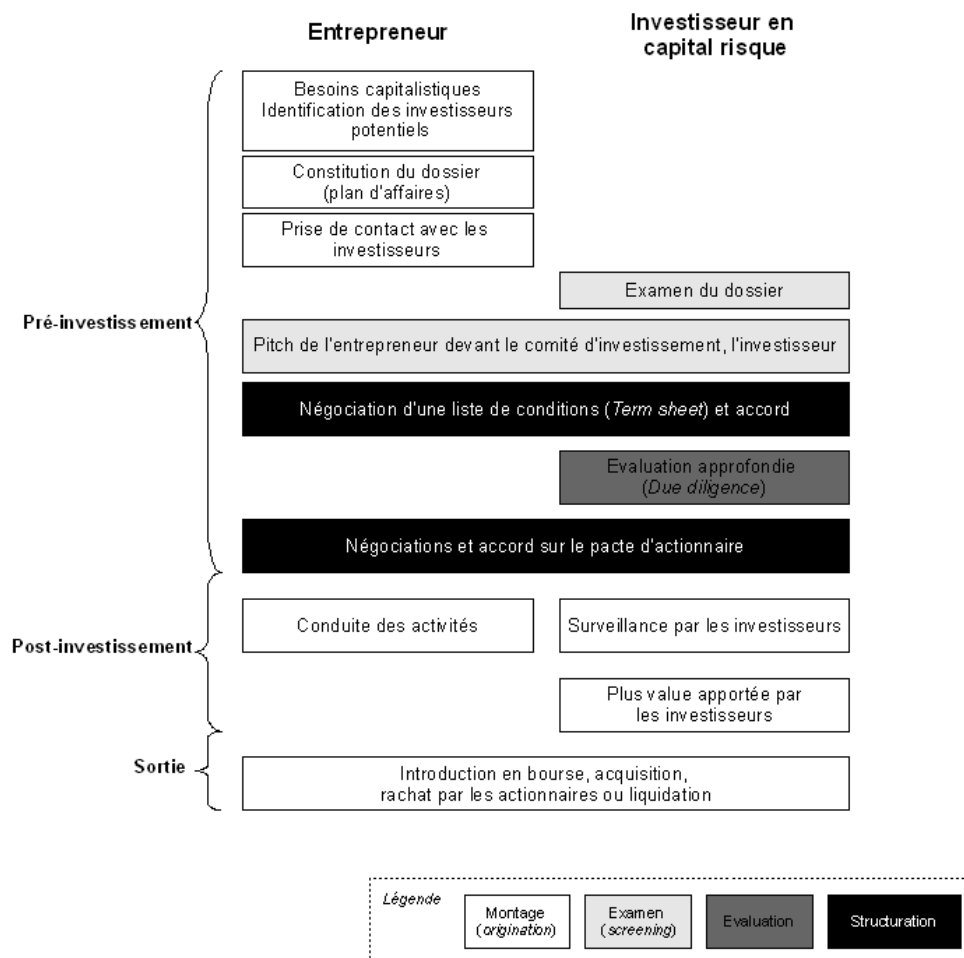 Entrepreneur
Investisseur en
capital risque
Besoins capitalistiques
Identification des investisseurs
potentiels
Constitution du dossier
(plan d'affaires)
Prise de contact avec les
investisseurs
Examen du dossier
Pré-investissement
Pitch de l'entrepreneur devant le comité d'investissement, l'investisseur
Négociation d'une liste de conditions (Term sheet) et accord
Evaluation approfondie
(Due diligence)
Négociations et accord sur le pacte d'actionnaire
Conduite des activités
Surveillance par les investisseurs
Post-investissement
Plus value apportée par
les investisseurs
Sortie
Introduction en bourse, acquisition,
rachat par les actionnaires ou liquidation
Légende
Montage
(origination)
Examen
(screening)
Evaluation
Structuration